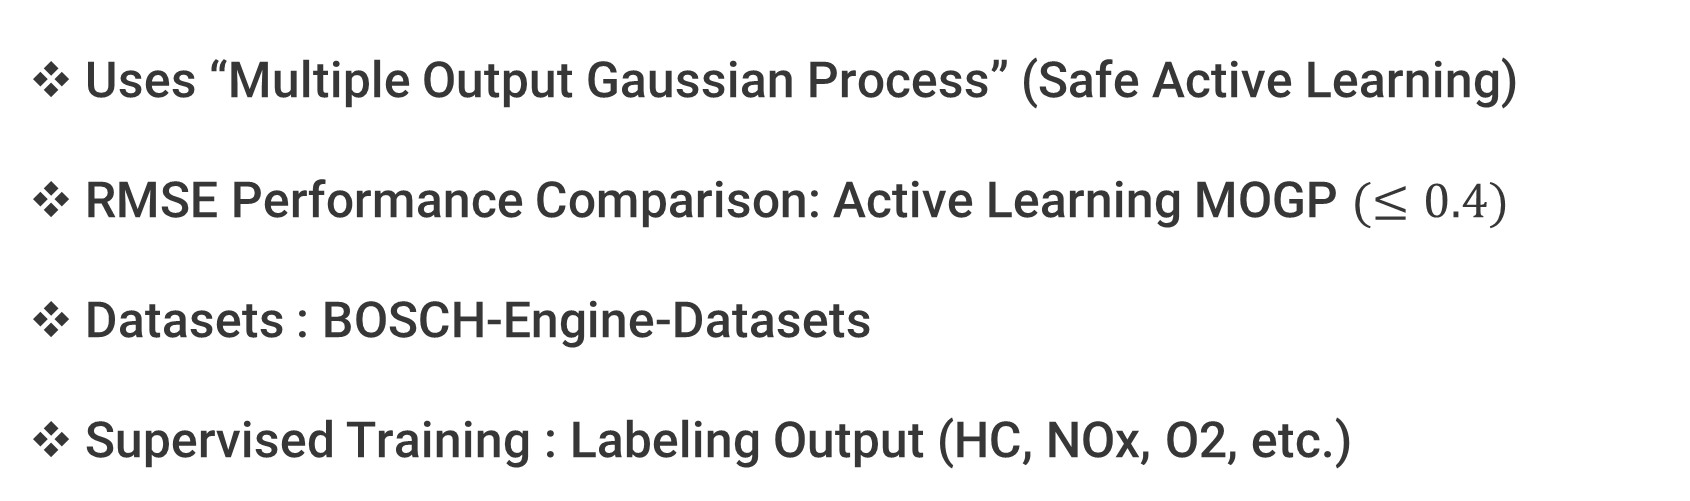 ❖ Uses “Multiple Output Gaussian Process” (Safe Active Learning)
❖ RMSE Performance Comparison: Active Learning MOGP (≤ 0.4)
❖ Datasets : BOSCH-Engine-Datasets
❖ Supervised Training : Labeling Output (HC, NOx, O2, etc.)